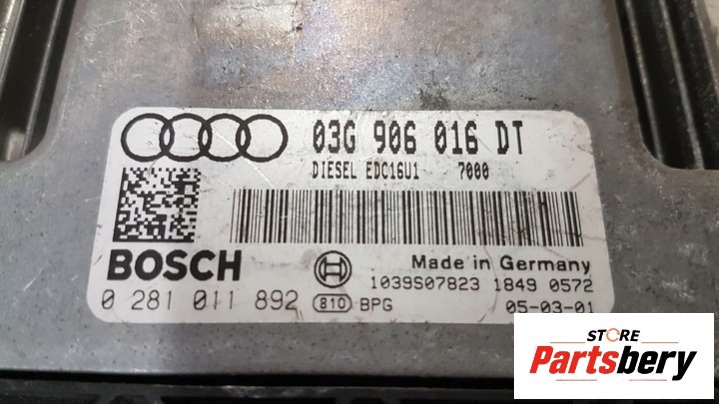 03G 906 016 DT
DIESEL EDC16U1 7000
BOSCH
Made in Germany
1039S07823 1849 0572
0 281 011 892 810 BPG 05-03-01
STORE
Partsbery